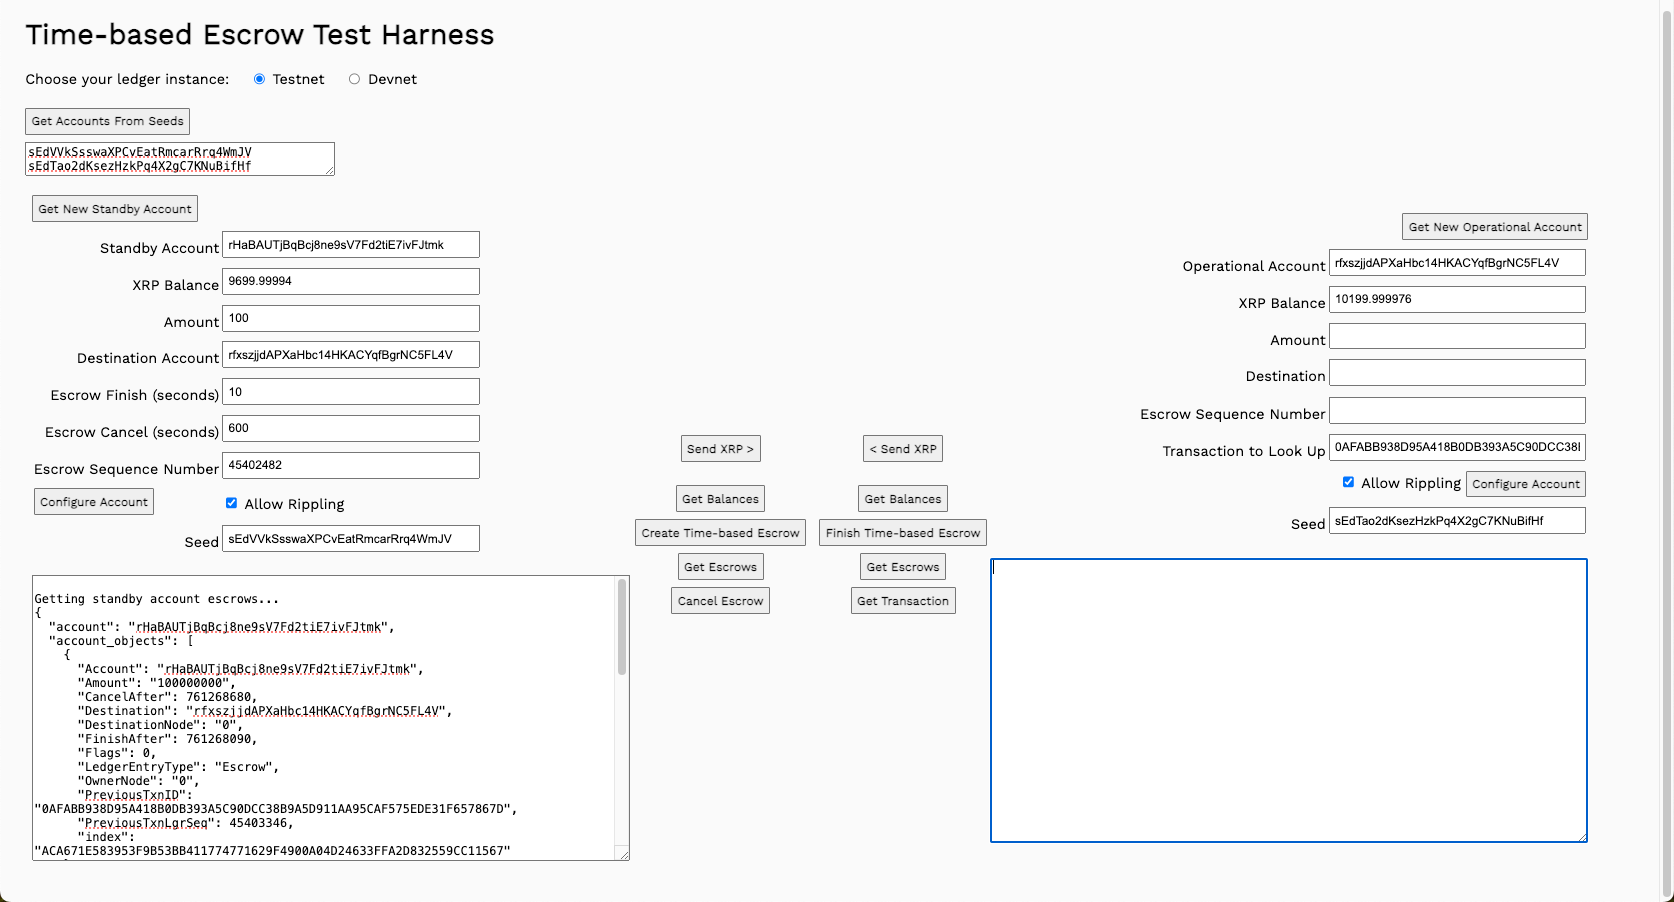 Time-based Escrow Test Harness
Choose your ledger instance: Testnet Devnet
Get Accounts From Seeds
sEdVVkSsswaXPCvEatRmcarRrq4WmJV
sEdTao2dKsezHzkPq4X2gC7KNuBifHf
Get New Standby Account
Standby Account rHaBAUTjBqBcj8ne9sV7Fd2tiE7ivFJtmk
XRP Balance 9699.99994
Amount 100
Destination Account rfxszjjdAPXaHbc14HKACYqfBgrNC5FL4V
Escrow Finish (seconds) 10
Escrow Cancel (seconds) 600
Escrow Sequence Number 45402482
Configure Account Allow Rippling
Seed sEdVVkSsswaXPCvEatRmcarRrq4WmJV
Send XRP > < Send XRP
Get Balances Get Balances
Create Time-based Escrow Finish Time-based Escrow
Get Escrows Get Escrows
Cancel Escrow Get Transaction
Get New Operational Account
Operational Account rfxszjjdAPXaHbc14HKACYqfBgrNC5FL4V
XRP Balance 10199.999976
Amount
Destination
Escrow Sequence Number
Transaction to Look Up 0AFABB938D95A418B0DB393A5C90DCC38
Allow Rippling Configure Account
Seed sEdTao2dKsezHzkPq4X2gC7KNuBifHf
Getting standby account escrows...
{
"account": "rHaBAUTjBqBcj8ne9sV7Fd2tiE7ivFJtmk",
"account_objects": [
{
"Account": "rHaBAUTjBqBcj8ne9sV7Fd2tiE7ivFJtmk",
"Amount": "100000000",
"CancelAfter": 761268680,
"Destination": "rfxszjjdAPXaHbc14HKACYqfBgrNC5FL4V",
"DestinationNode": "0",
"FinishAfter": 761268090,
"Flags": 0,
"LedgerEntryType": "Escrow",
"OwnerNode": "0",
"PreviousTxnID":
"0AFABB938D95A418B0DB393A5C90DCC38B9A5D911AA95CAF575EDE31F657867D",
"PreviousTxnLgrSeq": 45403346,
"index":
"ACA671E583953F9B53BB411774771629F4900A04D24633FFA2D832559CC11567"